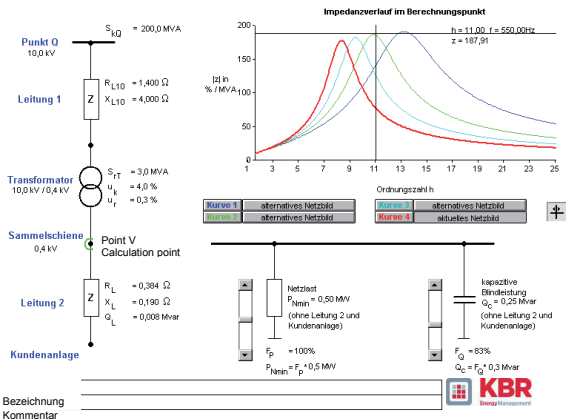 Punkt Q
10,0 kV
S_kQ = 200,0 MVA
Leitung 1
Z
R_L10 = 1,400 Ω
X_L10 = 4,000 Ω
Transformator
10,0 kV / 0,4 kV
S_rT = 3,0 MVA
u_k = 4,0 %
u_r = 0,3 %
Sammelschiene
0,4 kV
Point V
Calculation point
Leitung 2
Z
R_L = 0,384 Ω
X_L = 0,190 Ω
Q_L = 0,008 Mvar
Kundenanlage
Impedanzverlauf im Berechnungspunkt
h = 11,00 f = 550,00Hz
z = 187,91
|z| in
% / MVA
200
150
100
50
0
1 3 5 7 9 11 13 15 17 19 21 23 25
Ordnungszahl h
Kurve 1 alternatives Netzbild
Kurve 2 alternatives Netzbild
Kurve 3 alternatives Netzbild
Kurve 4 aktuelles Netzbild
Netzlast
P_Nmin = 0,50 MW
(ohne Leitung 2 und
Kundenanlage)
F_P = 100%
P_Nmin = F_P * 0,5 MW
kapazitive
Blindleistung
Q_C = 0,25 Mvar
(ohne Leitung 2
und
Kundenanlage)
F_Q = 83%
Q_C = F_Q * 0,3 Mvar
Bezeichnung
Kommentar
KBR
EnergyManagement